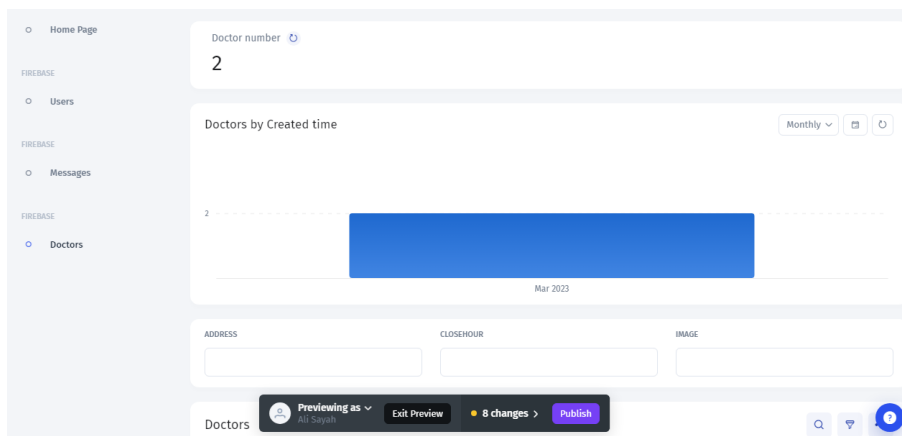 Home Page
FIREBASE
Users
FIREBASE
Messages
FIREBASE
Doctors
Doctor number
2
Doctors by Created time
Monthly
2
Mar 2023
ADDRESS
CLOSEHOUR
IMAGE
Doctors
Previewing as
Ali Sayah
Exit Preview
8 changes
Publish
?